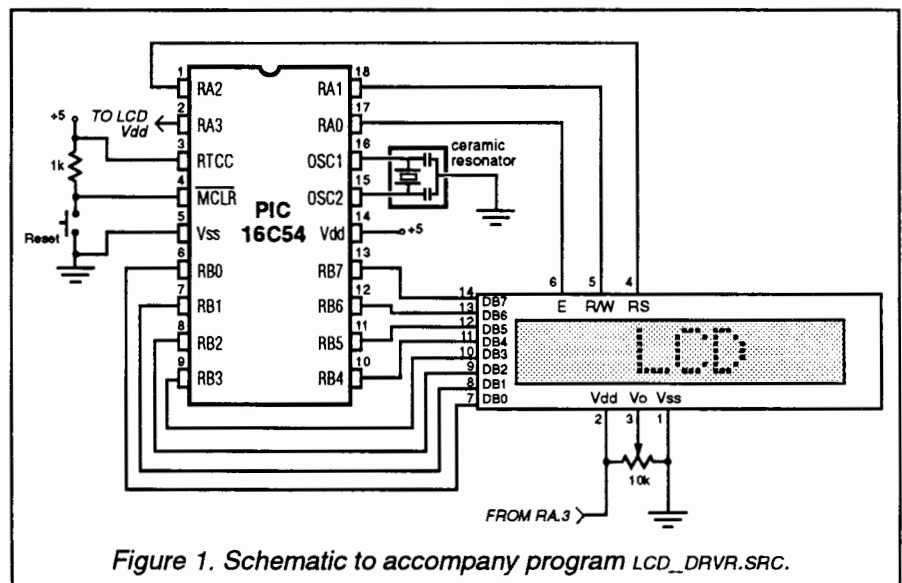 1
RA2
18
RA1
+5
TO LCD
Vdd
2
RA3
17
RA0
ceramic
resonator
1k
3
RTCC
16
OSC1
4
MCLR
15
OSC2
PIC
16C54
Reset
5
Vss
14
Vdd
+5
6
RB0
13
RB7
7
RB1
12
RB6
8
RB2
11
RB5
9
RB3
10
RB4
6 5 4
E R/W RS
14 DB7
13 DB6
12 DB5
11 DB4
10 DB3
9 DB2
8 DB1
7 DB0
LCD
Vdd Vo Vss
2 3 1
10k
FROM RA.3
Figure 1. Schematic to accompany program LCD_DRVR.SRC.